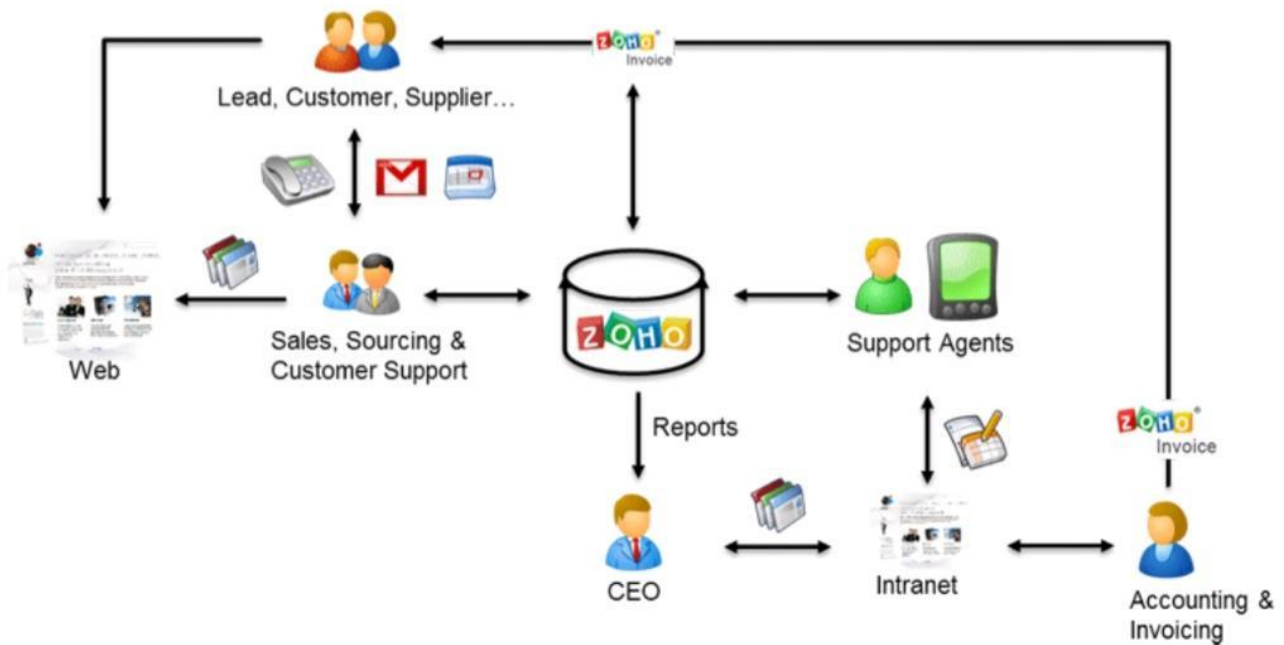 ZOHO®
Invoice
Lead, Customer, Supplier…
Web
Sales, Sourcing &
Customer Support
ZOHO
Support Agents
Reports
ZOHO®
Invoice
CEO
Intranet
Accounting &
Invoicing